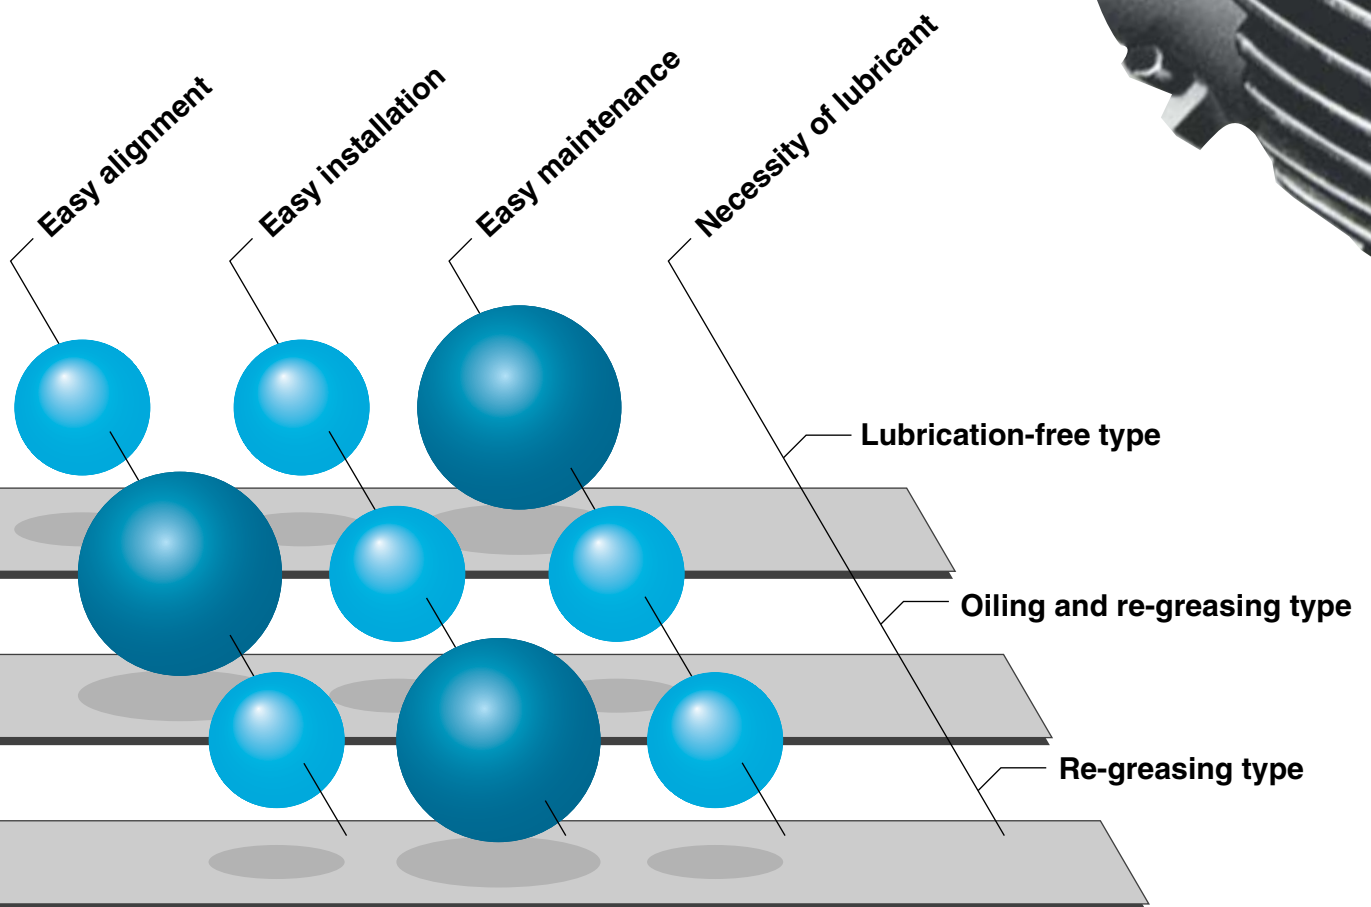 Easy alignment
Easy installation
Easy maintenance
Necessity of lubricant
Lubrication-free type
Oiling and re-greasing type
Re-greasing type